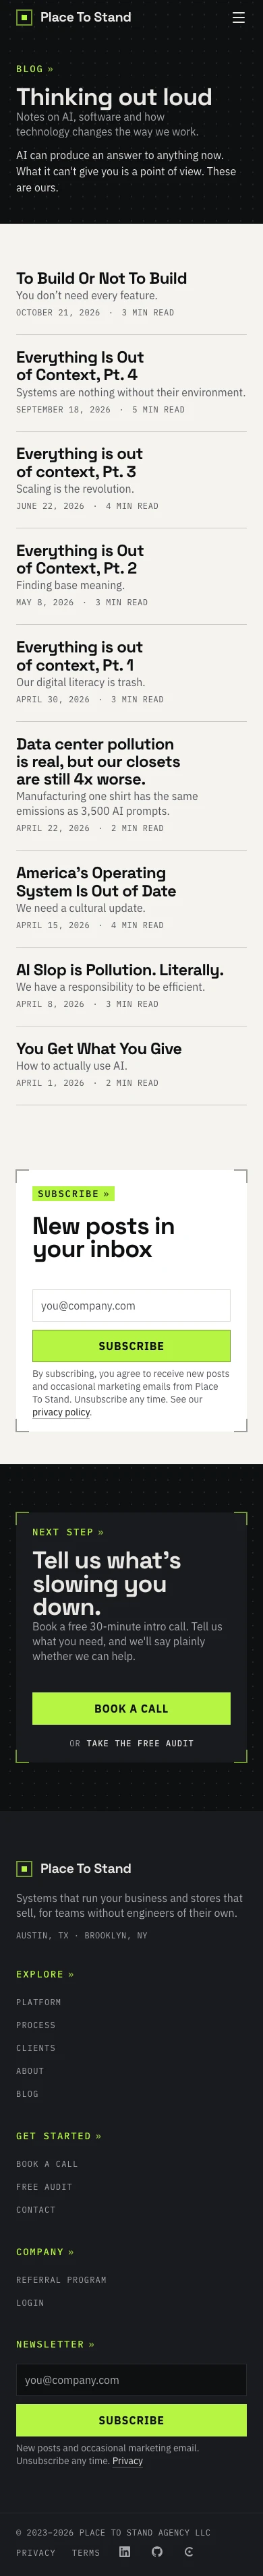 Place To Stand
BLOG »
Thinking out loud
Notes on AI, software and how
technology changes the way we work.
AI can produce an answer to anything now.
What it can't give you is a point of view. These
are ours.
To Build Or Not To Build
You don’t need every feature.
OCTOBER 21, 2026 · 3 MIN READ
Everything Is Out
of Context, Pt. 4
Systems are nothing without their environment.
SEPTEMBER 18, 2026 · 5 MIN READ
Everything is out
of context, Pt. 3
Scaling is the revolution.
JUNE 22, 2026 · 4 MIN READ
Everything is Out
of Context, Pt. 2
Finding base meaning.
MAY 8, 2026 · 3 MIN READ
Everything is out
of context, Pt. 1
Our digital literacy is trash.
APRIL 30, 2026 · 3 MIN READ
Data center pollution
is real, but our closets
are still 4x worse.
Manufacturing one shirt has the same
emissions as 3,500 AI prompts.
APRIL 22, 2026 · 2 MIN READ
America’s Operating
System Is Out of Date
We need a cultural update.
APRIL 15, 2026 · 4 MIN READ
AI Slop is Pollution. Literally.
We have a responsibility to be efficient.
APRIL 8, 2026 · 3 MIN READ
You Get What You Give
How to actually use AI.
APRIL 1, 2026 · 2 MIN READ
SUBSCRIBE »
New posts in
your inbox
you@company.com
SUBSCRIBE
By subscribing, you agree to receive new posts
and occasional marketing emails from Place
To Stand. Unsubscribe any time. See our
privacy policy.
NEXT STEP »
Tell us what’s
slowing you
down.
Book a free 30-minute intro call. Tell us
what you need, and we'll say plainly
whether we can help.
BOOK A CALL
OR TAKE THE FREE AUDIT
Place To Stand
Systems that run your business and stores that
sell, for teams without engineers of their own.
AUSTIN, TX · BROOKLYN, NY
EXPLORE »
PLATFORM
PROCESS
CLIENTS
ABOUT
BLOG
GET STARTED »
BOOK A CALL
FREE AUDIT
CONTACT
COMPANY »
REFERRAL PROGRAM
LOGIN
NEWSLETTER »
you@company.com
SUBSCRIBE
New posts and occasional marketing email.
Unsubscribe any time. Privacy
© 2023–2026 PLACE TO STAND AGENCY LLC
PRIVACY TERMS